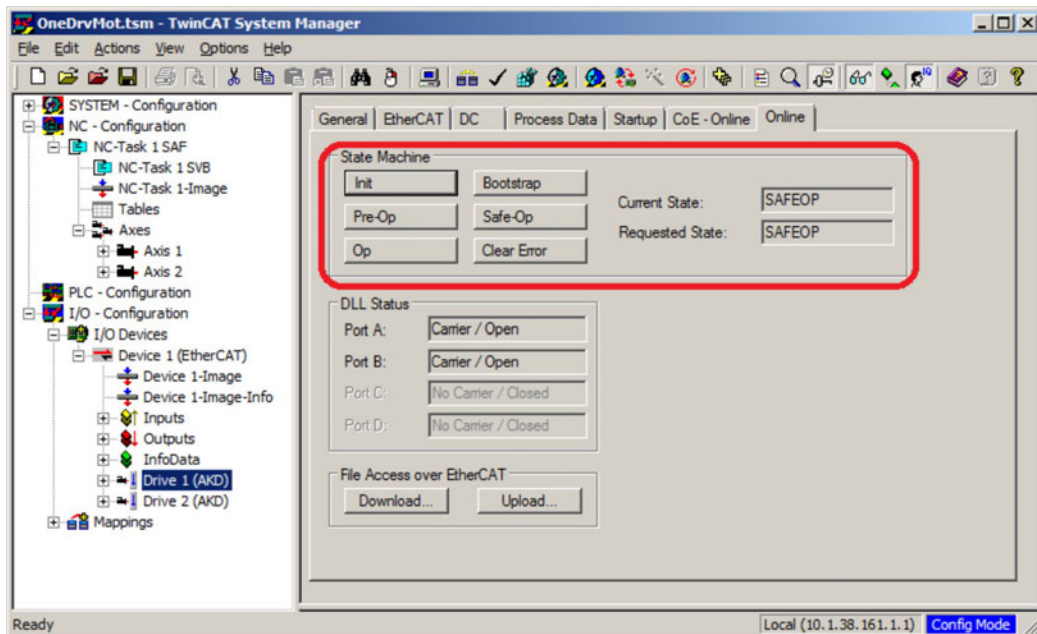 OneDrvMot.tsm - TwinCAT System Manager
File Edit Actions View Options Help
SYSTEM - Configuration
NC - Configuration
NC-Task 1 SAF
NC-Task 1 SVB
NC-Task 1-Image
Tables
Axes
Axis 1
Axis 2
PLC - Configuration
I/O - Configuration
I/O Devices
Device 1 (EtherCAT)
Device 1-Image
Device 1-Image-Info
Inputs
Outputs
InfoData
Drive 1 (AKD)
Drive 2 (AKD)
Mappings
General EtherCAT DC Process Data Startup CoE - Online Online
State Machine
Init Bootstrap
Pre-Op Safe-Op
Op Clear Error
Current State: SAFEOP
Requested State: SAFEOP
DLL Status
Port A: Carrier / Open
Port B: Carrier / Open
Port C: No Carrier / Closed
Port D: No Carrier / Closed
File Access over EtherCAT
Download... Upload...
Ready Local (10.1.38.161.1.1) Config Mode